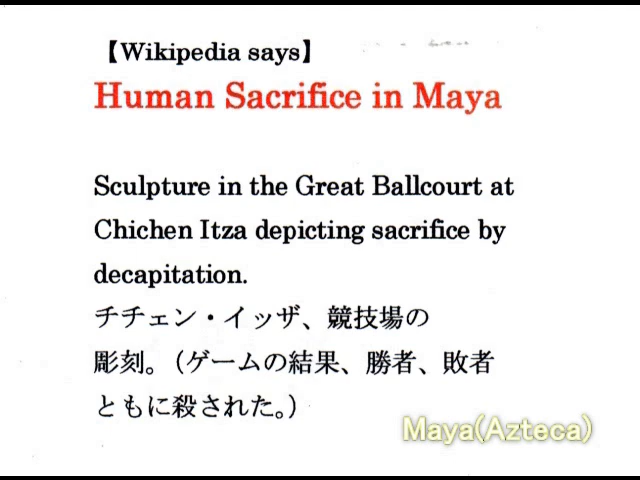 【Wikipedia says】
Human Sacrifice in Maya
Sculpture in the Great Ballcourt at
Chichen Itza depicting sacrifice by
decapitation.
チチェン・イッザ、競技場の
彫刻。（ゲームの結果、勝者、敗者
ともに殺された。）
Maya(Azteca)